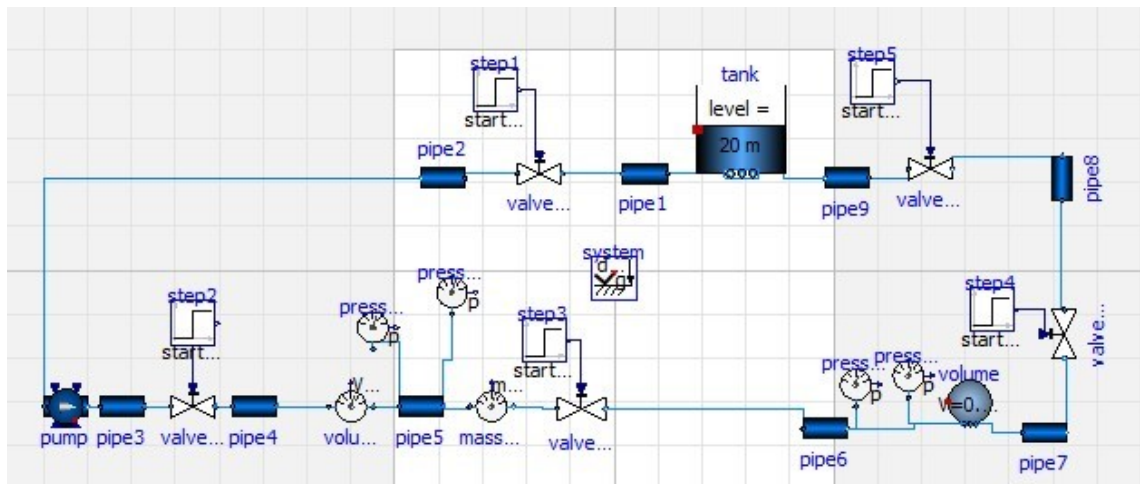 step1
start...
tank
level =
20 m
step5
start...
pipe2
valve...
pipe1
pipe9
valve...
pipe8
system
g
press...
p
press...
p
step2
start...
step3
start...
step4
start...
valve...
press...
p
press...
p
volume
V=0....
pump
pipe3
valve...
pipe4
V...
volu...
pipe5
m...
mass...
valve...
pipe6
pipe7